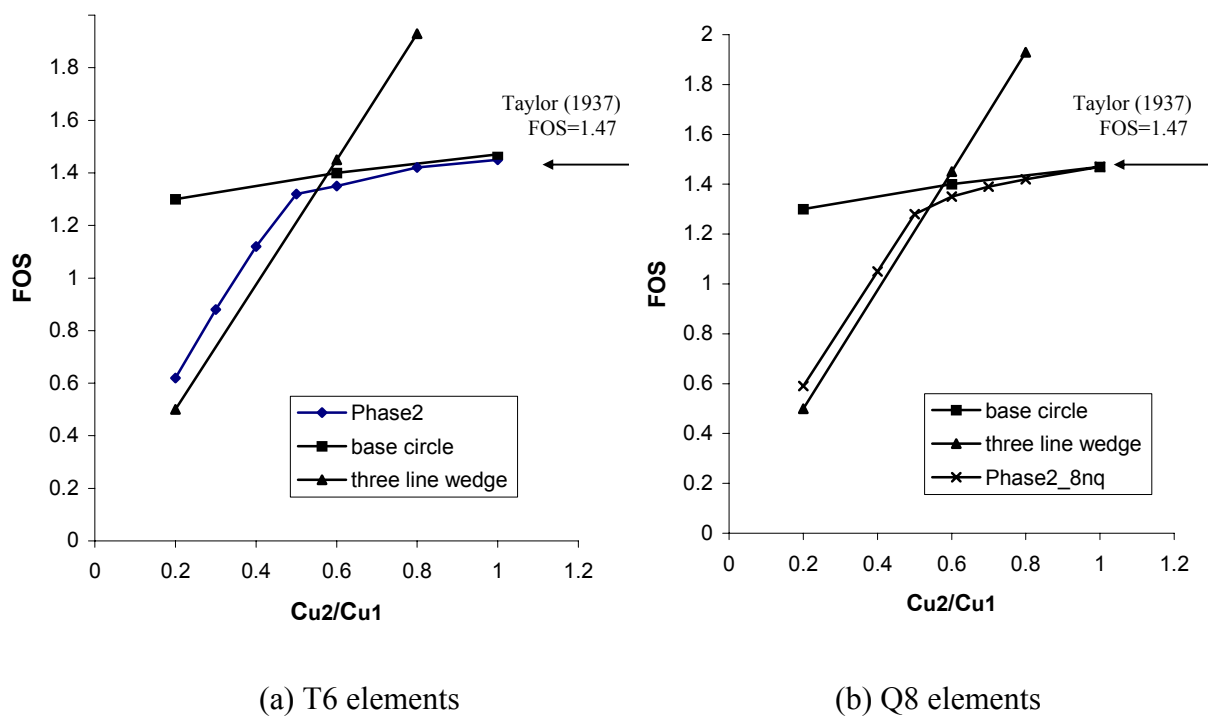 1.8
1.6
1.4
1.2
1
0.8
0.6
0.4
0.2
0
FOS
0 0.2 0.4 0.6 0.8 1 1.2
Cu2/Cu1
Taylor (1937)
FOS=1.47
Phase2
base circle
three line wedge
(a) T6 elements
2
1.8
1.6
1.4
1.2
1
0.8
0.6
0.4
0.2
0
FOS
0 0.2 0.4 0.6 0.8 1 1.2
Cu2/Cu1
Taylor (1937)
FOS=1.47
base circle
three line wedge
Phase2_8nq
(b) Q8 elements